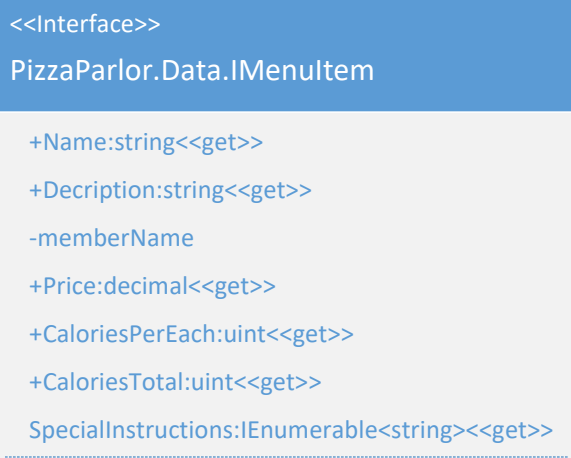 <<Interface>>
PizzaParlor.Data.IMenuItem
+Name:string<<get>>
+Decription:string<<get>>
-memberName
+Price:decimal<<get>>
+CaloriesPerEach:uint<<get>>
+CaloriesTotal:uint<<get>>
SpecialInstructions:IEnumerable<string><<get>>